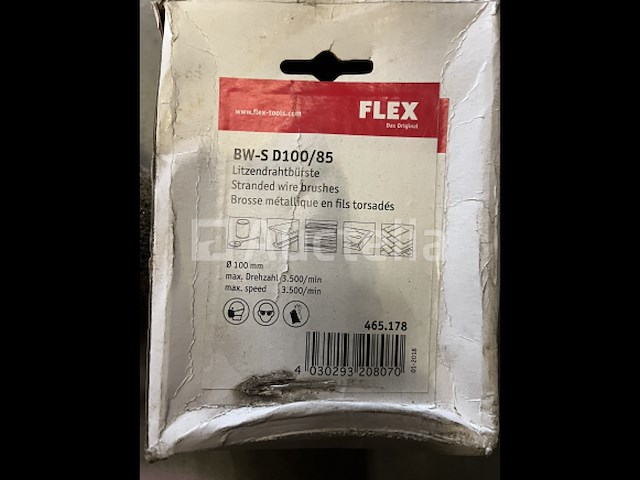 FLEX
Das Original
www.flex-tools.com
BW-S D100/85
Litzendrahtbürste
Stranded wire brushes
Brosse métallique en fils torsadés
Auctelia
Ø 100 mm
max. Drehzahl 3.500/min
max. speed 3.500/min
465.178
4 030293 208070
01-2018